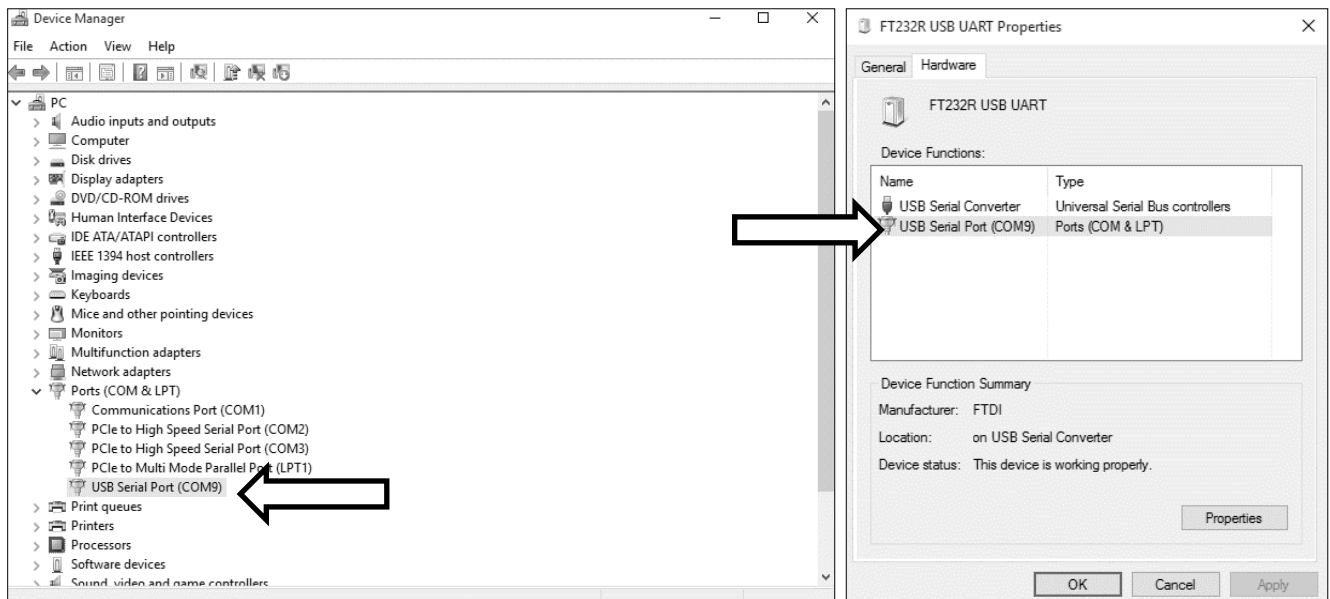 Device Manager
File Action View Help
PC
Audio inputs and outputs
Computer
Disk drives
Display adapters
DVD/CD-ROM drives
Human Interface Devices
IDE ATA/ATAPI controllers
IEEE 1394 host controllers
Imaging devices
Keyboards
Mice and other pointing devices
Monitors
Multifunction adapters
Network adapters
Ports (COM & LPT)
Communications Port (COM1)
PCIe to High Speed Serial Port (COM2)
PCIe to High Speed Serial Port (COM3)
PCIe to Multi Mode Parallel Port (LPT1)
USB Serial Port (COM9)
Print queues
Printers
Processors
Software devices
Sound, video and game controllers
FT232R USB UART Properties
General Hardware
FT232R USB UART
Device Functions:
Name Type
USB Serial Converter Universal Serial Bus controllers
USB Serial Port (COM9) Ports (COM & LPT)
Device Function Summary
Manufacturer: FTDI
Location: on USB Serial Converter
Device status: This device is working properly.
Properties
OK Cancel Apply